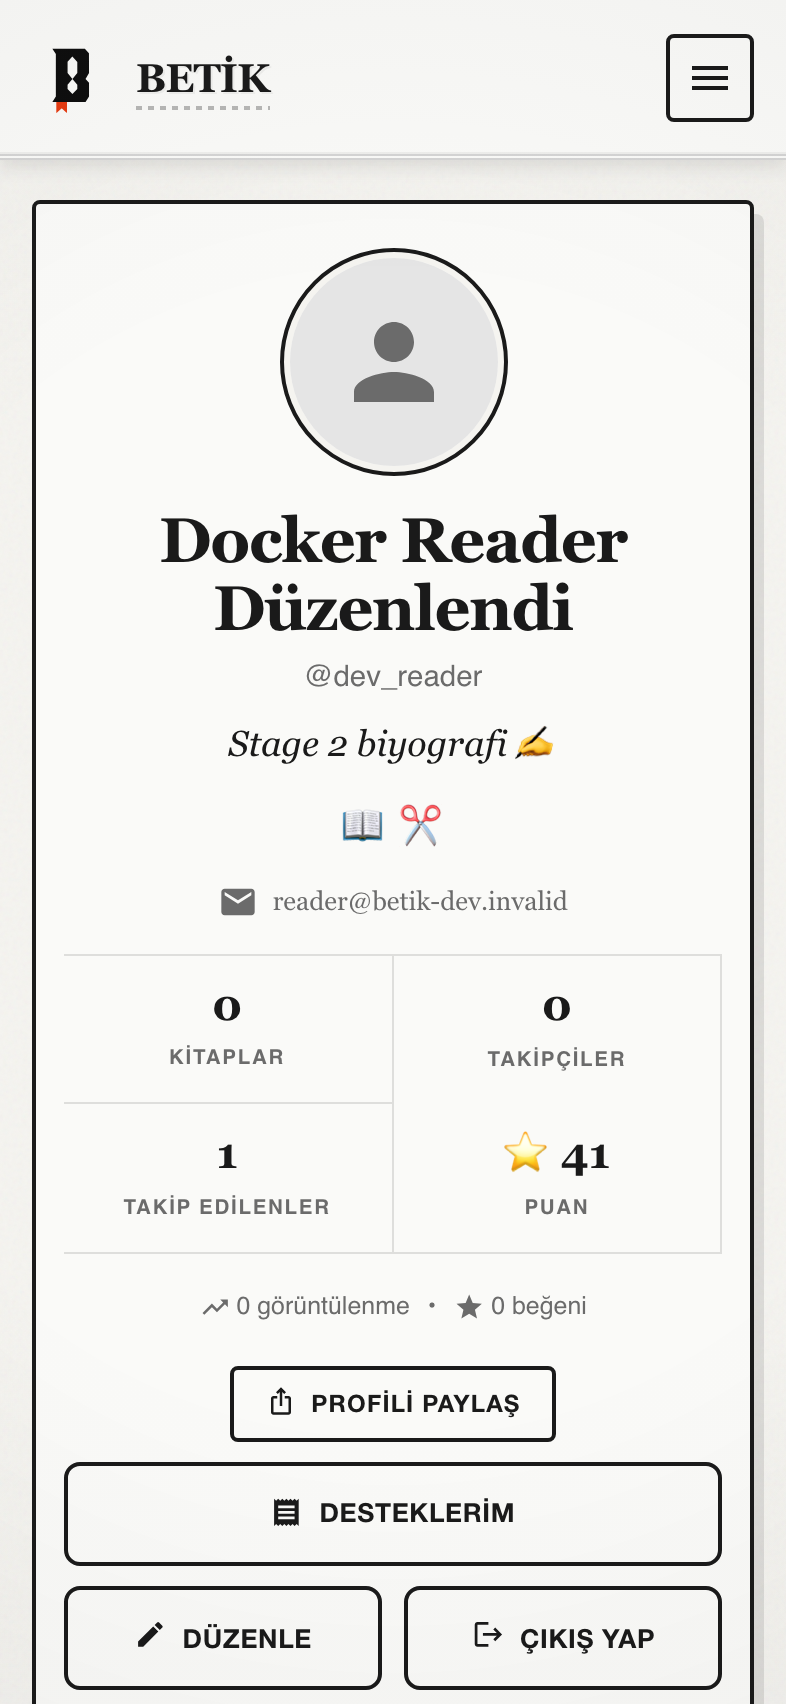 BETİK
Docker Reader
Düzenlendi
@dev_reader
Stage 2 biyografi ✍️
📖 ✂️
reader@betik-dev.invalid
0
KİTAPLAR
0
TAKİPÇİLER
1
TAKİP EDİLENLER
⭐ 41
PUAN
0 görüntülenme • 0 beğeni
PROFİLİ PAYLAŞ
DESTEKLERİM
DÜZENLE
ÇIKIŞ YAP